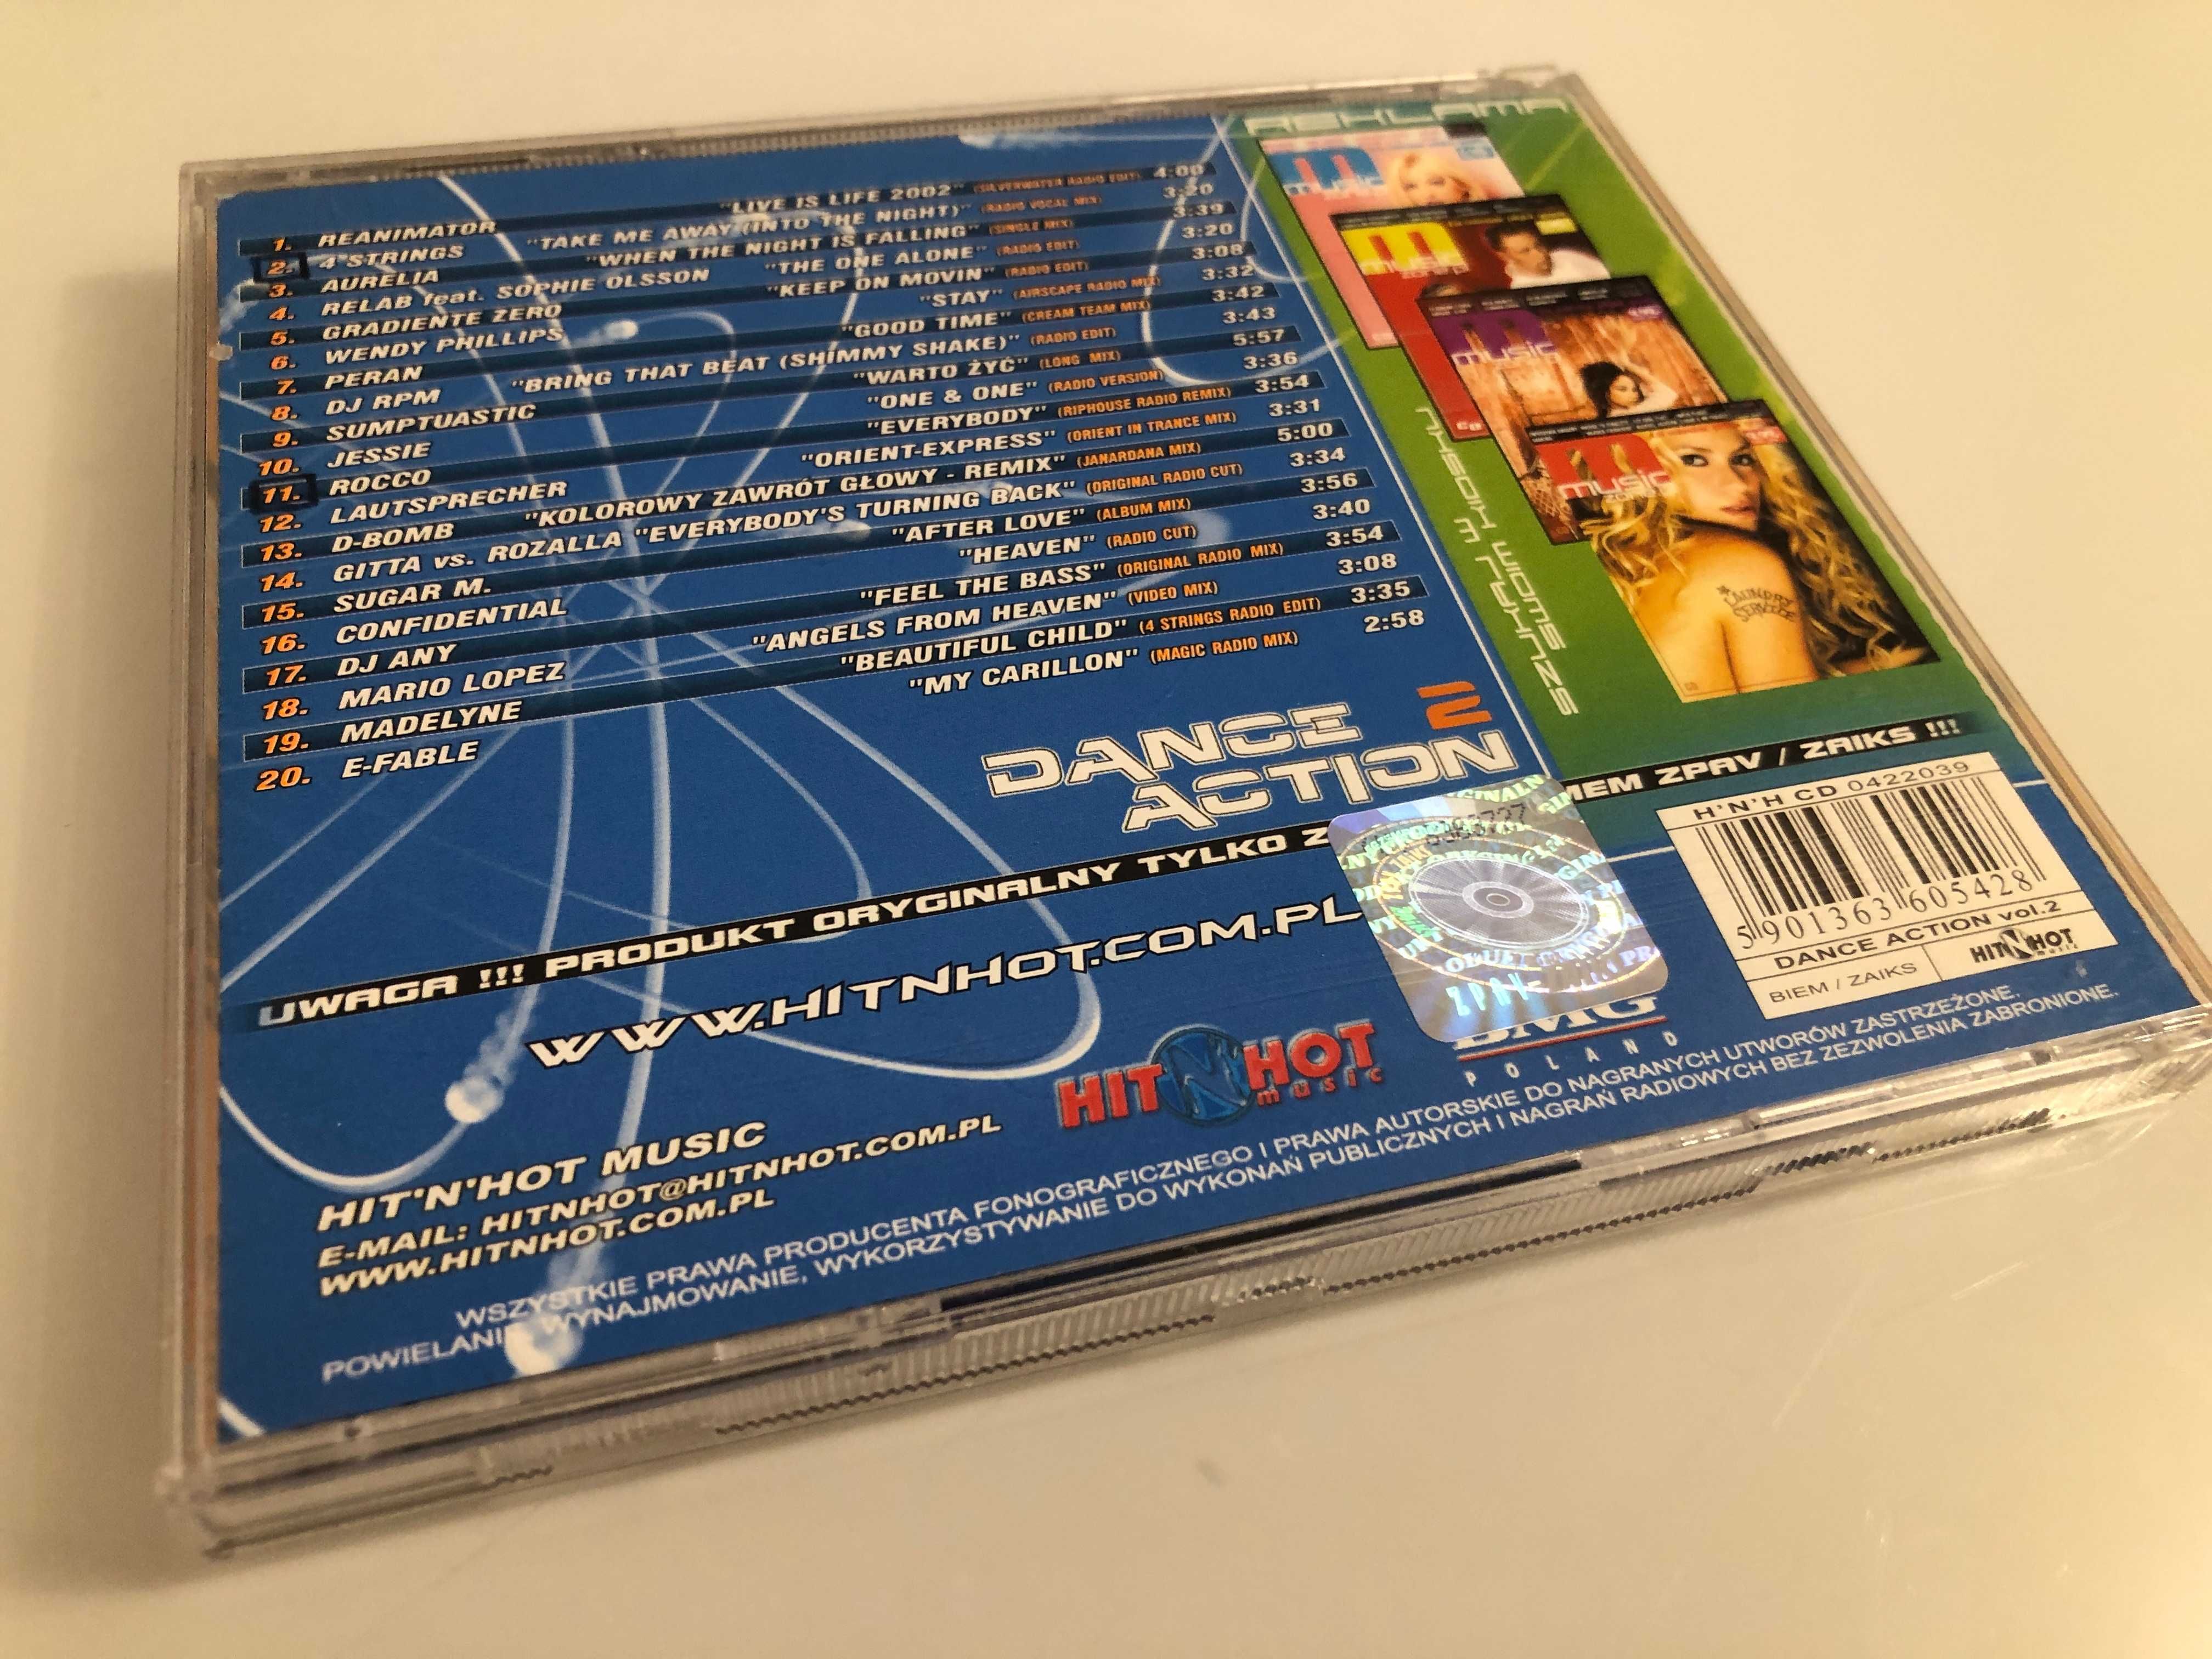 REKLAMA
1. REANIMATOR "LIVE IS LIFE 2002" (SILVERWATER RADIO EDIT) 4:00
2. 4 STRINGS "TAKE ME AWAY (INTO THE NIGHT)" (RADIO VOCAL MIX) 3:20
3. AURELIA "WHEN THE NIGHT IS FALLING" (SINGLE MIX) 3:39
4. RELAB feat. SOPHIE OLSSON "THE ONE ALONE" (RADIO EDIT) 3:20
5. GRADIENTE ZERO "KEEP ON MOVIN" (RADIO EDIT) 3:08
6. WENDY PHILLIPS "STAY" (AIRSCAPE RADIO MIX) 3:32
7. PERAN "GOOD TIME" (CREAM TEAM MIX) 3:42
8. DJ RPM "BRING THAT BEAT (SHIMMY SHAKE)" (RADIO EDIT) 3:43
9. SUMPTUASTIC "WARTO ŻYĆ" (LONG MIX) 5:57
10. JESSIE "ONE & ONE" (RADIO VERSION) 3:36
11. ROCCO "EVERYBODY" (RIPHOUSE RADIO REMIX) 3:54
12. LAUTSPRECHER "ORIENT-EXPRESS" (ORIENT IN TRANCE MIX) 3:31
13. D-BOMB "KOLOROWY ZAWRÓT GŁOWY - REMIX" (JANARDANA MIX) 5:00
14. GITTA vs. ROZALLA "EVERYBODY'S TURNING BACK" (ORIGINAL RADIO CUT) 3:34
15. SUGAR M. "AFTER LOVE" (ALBUM MIX) 3:56
16. CONFIDENTIAL "HEAVEN" (RADIO CUT) 3:40
17. DJ ANY "FEEL THE BASS" (ORIGINAL RADIO MIX) 3:54
18. MARIO LOPEZ "ANGELS FROM HEAVEN" (VIDEO MIX) 3:08
19. MADELYNE "BEAUTIFUL CHILD" (4 STRINGS RADIO EDIT) 3:35
20. E-FABLE "MY CARILLON" (MAGIC RADIO MIX) 2:58
music
music
music
music
LAUNDRY
SERVICE
SZUKAJ W KIOSKU
DANCE 2
ACTION
UWAGA !!! PRODUKT ORYGINALNY TYLKO Z
MEM ZPAV / ZAIKS !!!
WWW.HITNHOT.COM.PL
ZPAV
H'N'H CD 0422039
5 901363 605428
DANCE ACTION vol.2
BIEM / ZAIKS
HIT N HOT
music
HIT N HOT
music
BMG
POLAND
HIT'N'HOT MUSIC
E-MAIL: HITNHOT@HITNHOT.COM.PL
WWW.HITNHOT.COM.PL
WSZYSTKIE PRAWA PRODUCENTA FONOGRAFICZNEGO I PRAWA AUTORSKIE DO NAGRANYCH UTWORÓW ZASTRZEŻONE.
POWIELANIE, WYNAJMOWANIE, WYKORZYSTYWANIE DO WYKONAŃ PUBLICZNYCH I NAGRAŃ RADIOWYCH BEZ ZEZWOLENIA ZABRONIONE.